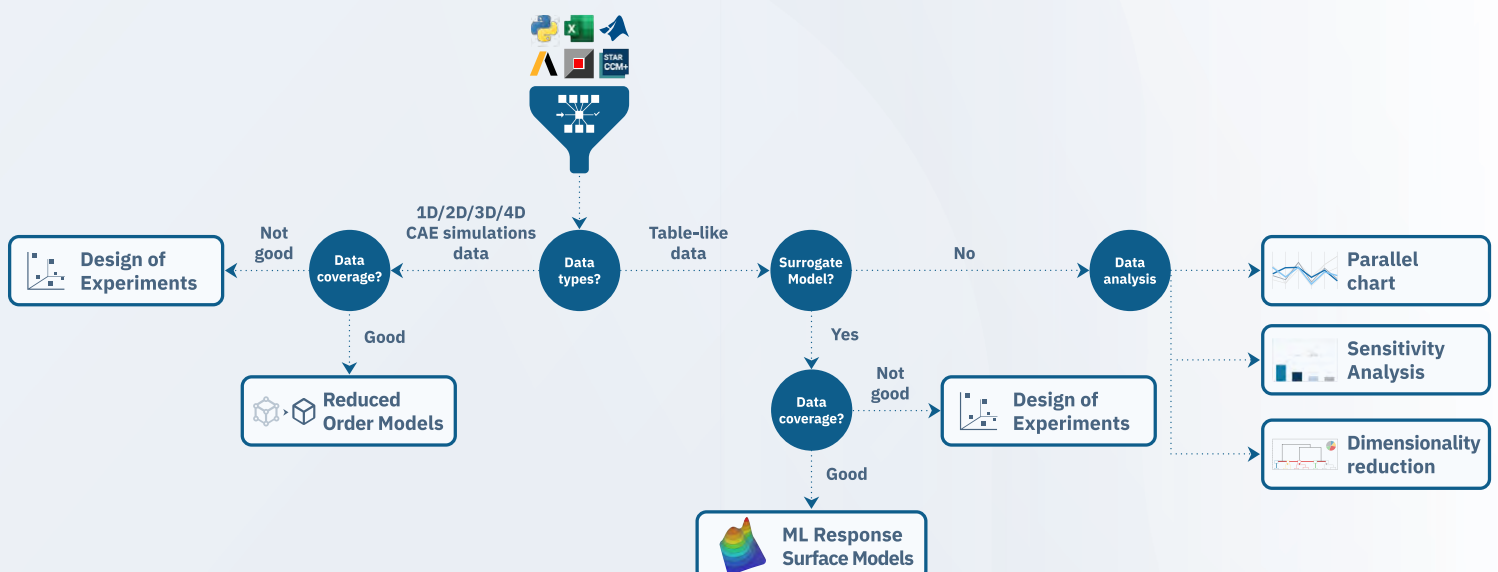 STAR
CCM+
1D/2D/3D/4D
CAE simulations
data
Table-like
data
Not
good
Design of
Experiments
Data
coverage?
Data
types?
Surrogate
Model?
No
Data
analysis
Parallel
chart
Good
Yes
Sensitivity
Analysis
Reduced
Order Models
Data
coverage?
Not
good
Design of
Experiments
Dimensionality
reduction
Good
ML Response
Surface Models